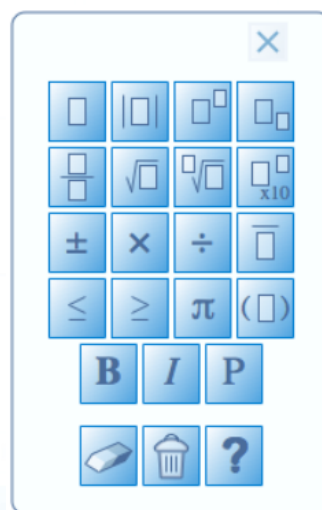 ×
|▯| 
√ √ x10
± × ÷
≤ ≥ π (▯)
B I P
?